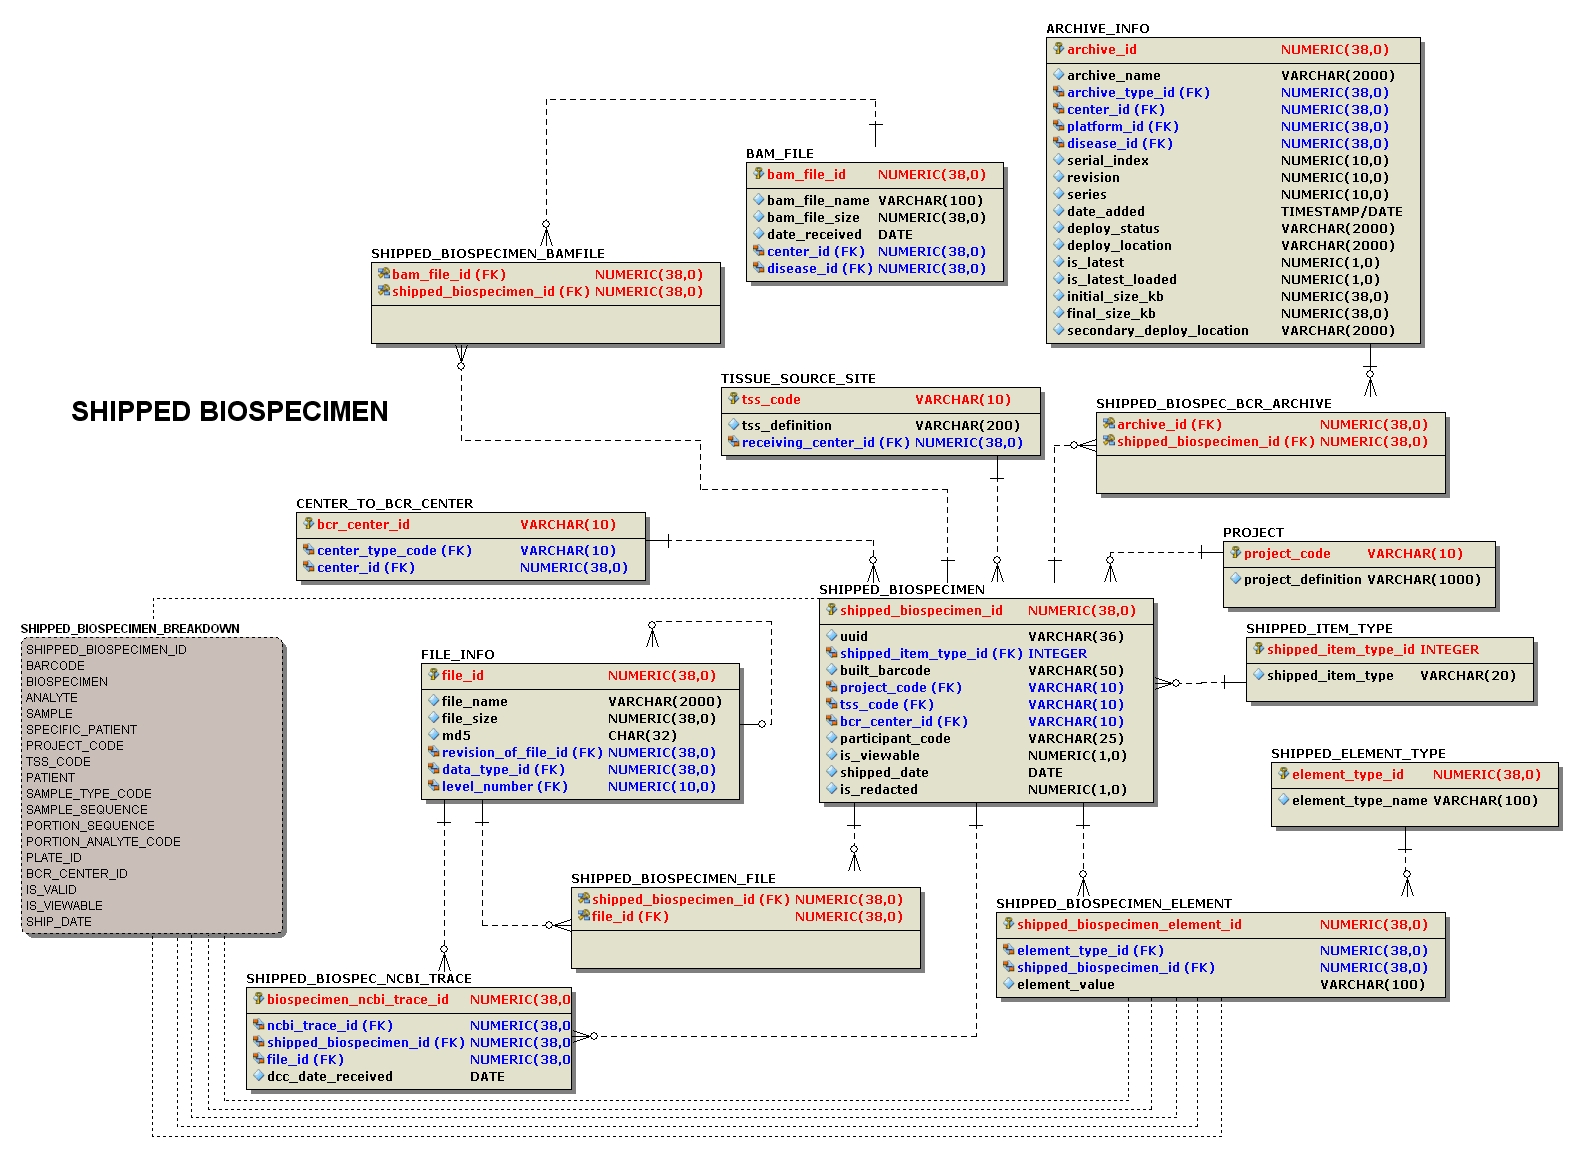 ARCHIVE_INFO
archive_id NUMERIC(38,0)
archive_name VARCHAR(2000)
archive_type_id (FK) NUMERIC(38,0)
center_id (FK) NUMERIC(38,0)
platform_id (FK) NUMERIC(38,0)
disease_id (FK) NUMERIC(38,0)
serial_index NUMERIC(10,0)
revision NUMERIC(10,0)
series NUMERIC(10,0)
date_added TIMESTAMP/DATE
deploy_status VARCHAR(2000)
deploy_location VARCHAR(2000)
is_latest NUMERIC(1,0)
is_latest_loaded NUMERIC(1,0)
initial_size_kb NUMERIC(38,0)
final_size_kb NUMERIC(38,0)
secondary_deploy_location VARCHAR(2000)
BAM_FILE
bam_file_id NUMERIC(38,0)
bam_file_name VARCHAR(100)
bam_file_size NUMERIC(38,0)
date_received DATE
center_id (FK) NUMERIC(38,0)
disease_id (FK) NUMERIC(38,0)
SHIPPED_BIOSPECIMEN_BAMFILE
bam_file_id (FK) NUMERIC(38,0)
shipped_biospecimen_id (FK) NUMERIC(38,0)
SHIPPED BIOSPECIMEN
TISSUE_SOURCE_SITE
tss_code VARCHAR(10)
tss_definition VARCHAR(200)
receiving_center_id (FK) NUMERIC(38,0)
SHIPPED_BIOSPEC_BCR_ARCHIVE
archive_id (FK) NUMERIC(38,0)
shipped_biospecimen_id (FK) NUMERIC(38,0)
CENTER_TO_BCR_CENTER
bcr_center_id VARCHAR(10)
center_type_code (FK) VARCHAR(10)
center_id (FK) NUMERIC(38,0)
PROJECT
project_code VARCHAR(10)
project_definition VARCHAR(1000)
SHIPPED_BIOSPECIMEN
shipped_biospecimen_id NUMERIC(38,0)
uuid VARCHAR(36)
shipped_item_type_id (FK) INTEGER
built_barcode VARCHAR(50)
project_code (FK) VARCHAR(10)
tss_code (FK) VARCHAR(10)
bcr_center_id (FK) VARCHAR(10)
participant_code VARCHAR(25)
is_viewable NUMERIC(1,0)
shipped_date DATE
is_redacted NUMERIC(1,0)
SHIPPED_ITEM_TYPE
shipped_item_type_id INTEGER
shipped_item_type VARCHAR(20)
SHIPPED_BIOSPECIMEN_BREAKDOWN
SHIPPED_BIOSPECIMEN_ID
BARCODE
BIOSPECIMEN
ANALYTE
SAMPLE
SPECIFIC_PATIENT
PROJECT_CODE
TSS_CODE
PATIENT
SAMPLE_TYPE_CODE
SAMPLE_SEQUENCE
PORTION_SEQUENCE
PORTION_ANALYTE_CODE
PLATE_ID
BCR_CENTER_ID
IS_VALID
IS_VIEWABLE
SHIP_DATE
FILE_INFO
file_id NUMERIC(38,0)
file_name VARCHAR(2000)
file_size NUMERIC(38,0)
md5 CHAR(32)
revision_of_file_id (FK) NUMERIC(38,0)
data_type_id (FK) NUMERIC(38,0)
level_number (FK) NUMERIC(10,0)
SHIPPED_ELEMENT_TYPE
element_type_id NUMERIC(38,0)
element_type_name VARCHAR(100)
SHIPPED_BIOSPECIMEN_FILE
shipped_biospecimen_id (FK) NUMERIC(38,0)
file_id (FK) NUMERIC(38,0)
SHIPPED_BIOSPECIMEN_ELEMENT
shipped_biospecimen_element_id NUMERIC(38,0)
element_type_id (FK) NUMERIC(38,0)
shipped_biospecimen_id (FK) NUMERIC(38,0)
element_value VARCHAR(100)
SHIPPED_BIOSPEC_NCBI_TRACE
biospecimen_ncbi_trace_id NUMERIC(38,0
ncbi_trace_id (FK) NUMERIC(38,0
shipped_biospecimen_id (FK) NUMERIC(38,0
file_id (FK) NUMERIC(38,0
dcc_date_received DATE